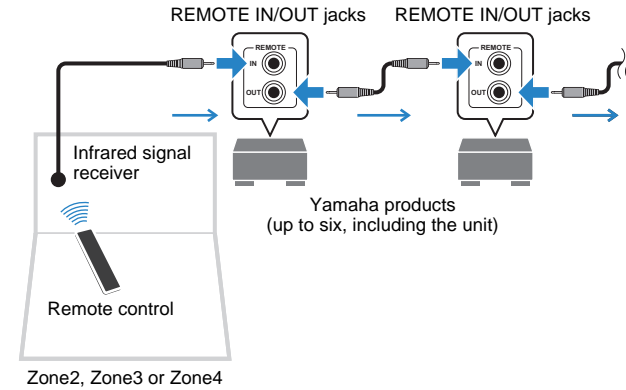 REMOTE IN/OUT jacks
REMOTE IN/OUT jacks
REMOTE
IN
OUT
REMOTE
IN
OUT
Infrared signal
receiver
Yamaha products
(up to six, including the unit)
Remote control
Zone2, Zone3 or Zone4